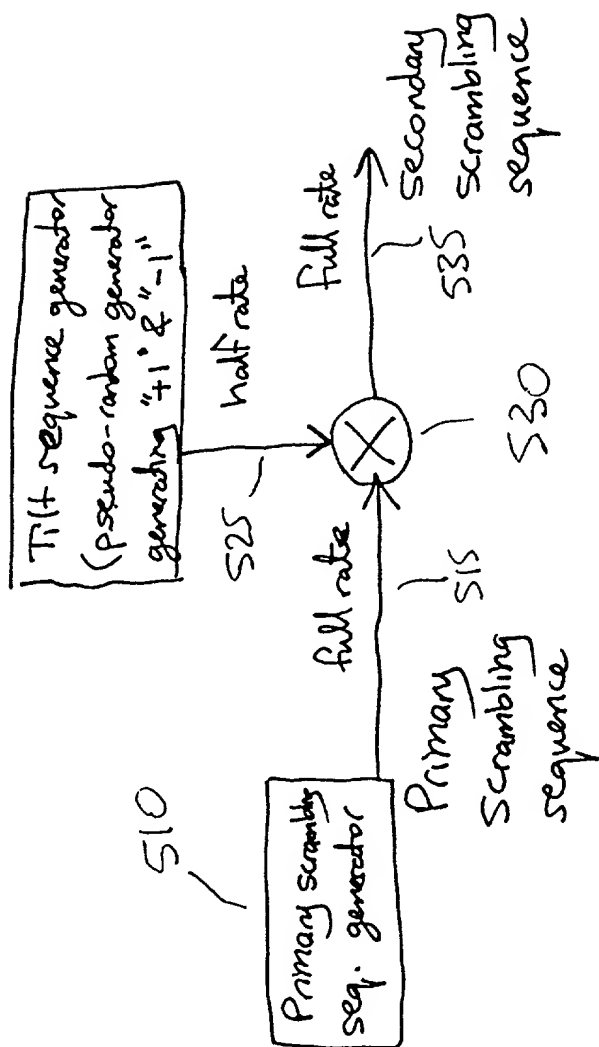 Tilt sequence generator
(pseudo-random generator
generating "+1" & "-1"
half rate
525
510
Primary scrambling
seq. generator
full rate
515
Primary
scrambling
sequence
530
full rate
535
secondary
scrambling
sequence